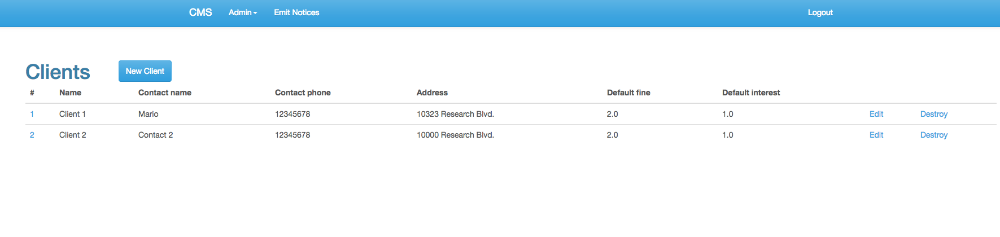 CMS Admin Emit Notices Logout
Clients New Client
# Name Contact name Contact phone Address Default fine Default interest
1 Client 1 Mario 12345678 10323 Research Blvd. 2.0 1.0 Edit Destroy
2 Client 2 Contact 2 12345678 10000 Research Blvd. 2.0 1.0 Edit Destroy